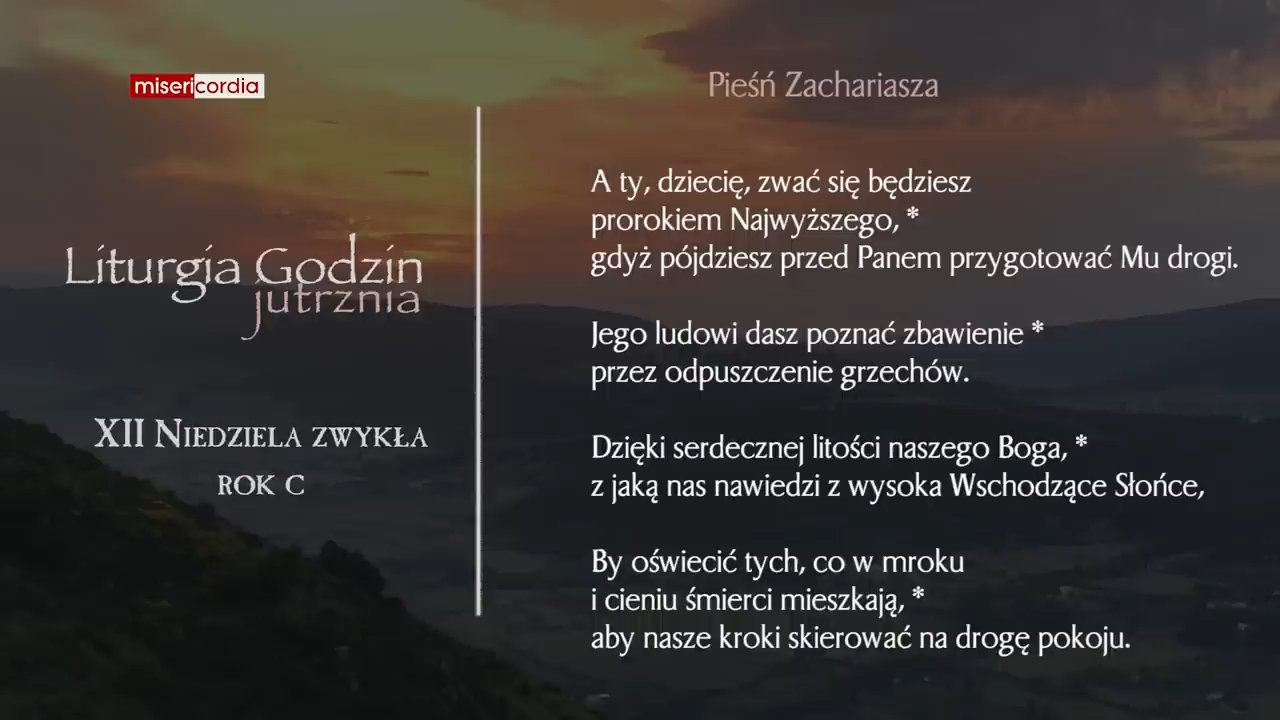 misericordia
Liturgia Godzin
jutrznia
XII Niedziela zwykła
rok C
Pieśń Zachariasza
A ty, dziecię, zwać się będziesz
prorokiem Najwyższego, *
gdyż pójdziesz przed Panem przygotować Mu drogi.
Jego ludowi dasz poznać zbawienie *
przez odpuszczenie grzechów.
Dzięki serdecznej litości naszego Boga, *
z jaką nas nawiedzi z wysoka Wschodzące Słońce,
By oświecić tych, co w mroku
i cieniu śmierci mieszkają, *
aby nasze kroki skierować na drogę pokoju.